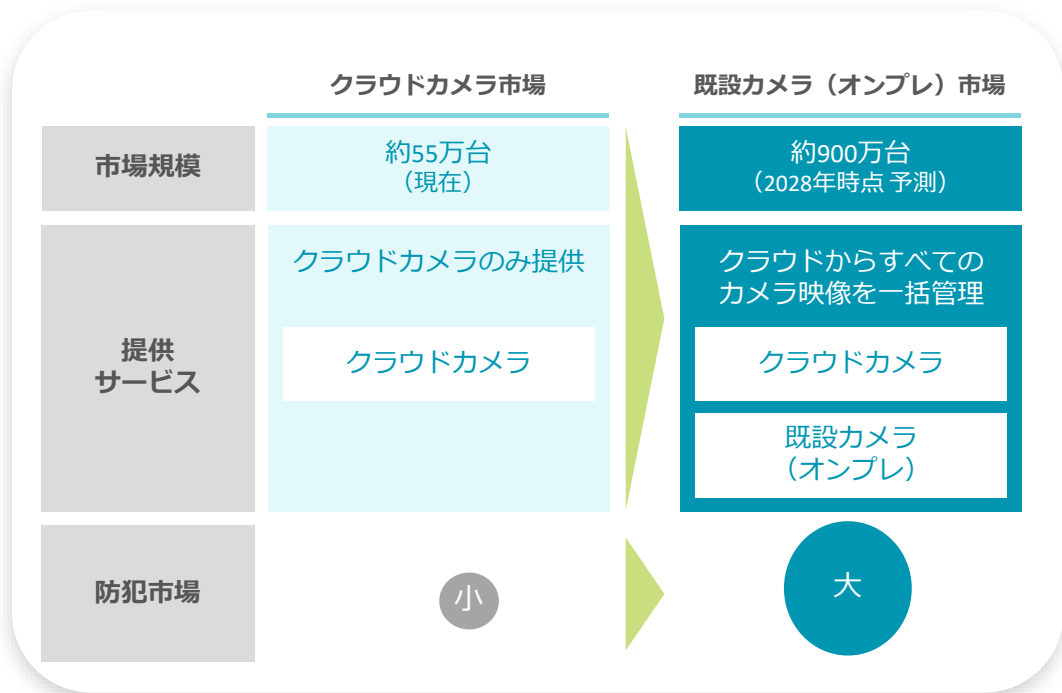 クラウドカメラ市場
既設カメラ（オンプレ）市場
市場規模
約55万台
（現在）
約900万台
（2028年時点 予測）
提供
サービス
クラウドカメラのみ提供
クラウドカメラ
クラウドからすべての
カメラ映像を一括管理
クラウドカメラ
既設カメラ
（オンプレ）
防犯市場
小
大